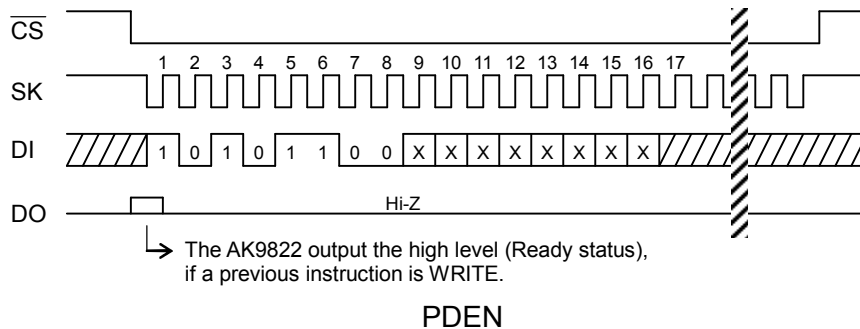 CS
1 2 3 4 5 6 7 8 9 10 11 12 13 14 15 16 17
SK
DI 1 0 1 0 1 1 0 0 X X X X X X X X
DO Hi-Z
The AK9822 output the high level (Ready status),
if a previous instruction is WRITE.
PDEN